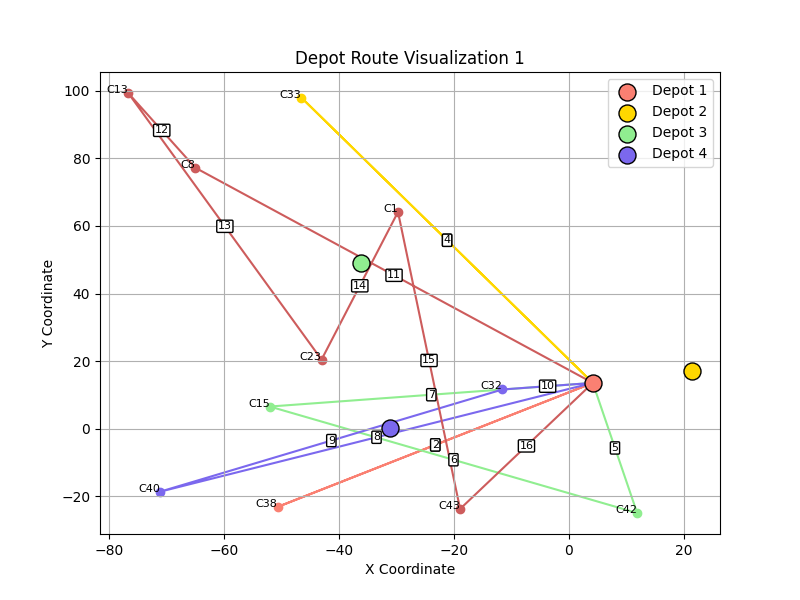 Depot Route Visualization 1
Depot 1
Depot 2
Depot 3
Depot 4
Y Coordinate
100
80
60
40
20
0
−20
C13
C33
12
C8
C1
13
4
11
14
C23
15
C32
10
7
C15
9
8
2
16
5
6
C40
C38
C43
C42
−80
−60
−40
−20
0
20
X Coordinate